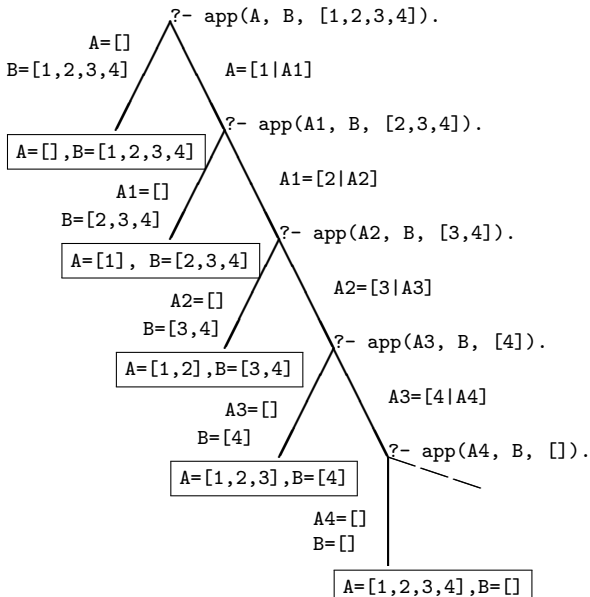 ?- app(A, B, [1,2,3,4]).
A=[]
B=[1,2,3,4]
A=[1|A1]
?- app(A1, B, [2,3,4]).
A=[],B=[1,2,3,4]
A1=[]
B=[2,3,4]
A1=[2|A2]
?- app(A2, B, [3,4]).
A=[1], B=[2,3,4]
A2=[]
B=[3,4]
A2=[3|A3]
?- app(A3, B, [4]).
A=[1,2],B=[3,4]
A3=[]
B=[4]
A3=[4|A4]
?- app(A4, B, []).
A=[1,2,3],B=[4]
A4=[]
B=[]
A=[1,2,3,4],B=[]